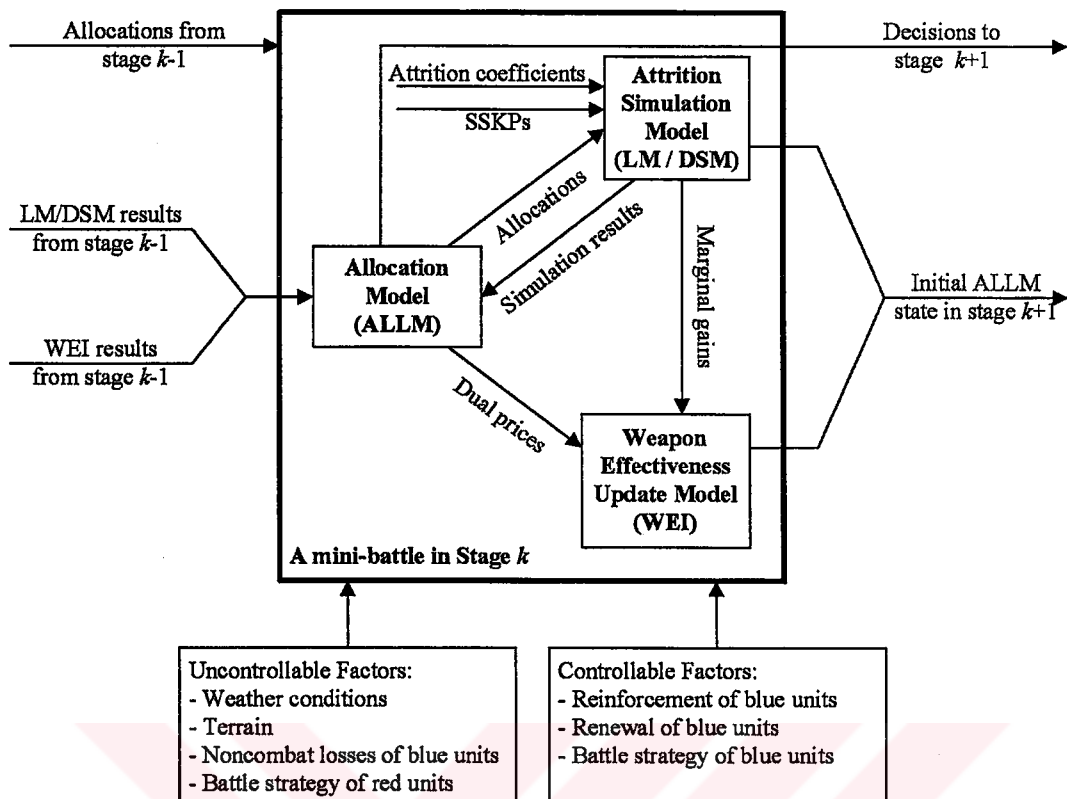 Allocations from
stage k-1
Decisions to
stage k+1
Attrition coefficients
SSKPs
Attrition
Simulation
Model
(LM / DSM)
Allocations
Simulation results
Marginal gains
LM/DSM results
from stage k-1
Allocation
Model
(ALLM)
Initial ALLM
state in stage k+1
WEI results
from stage k-1
Dual prices
Weapon
Effectiveness
Update Model
(WEI)
A mini-battle in Stage k
Uncontrollable Factors:
- Weather conditions
- Terrain
- Noncombat losses of blue units
- Battle strategy of red units
Controllable Factors:
- Reinforcement of blue units
- Renewal of blue units
- Battle strategy of blue units